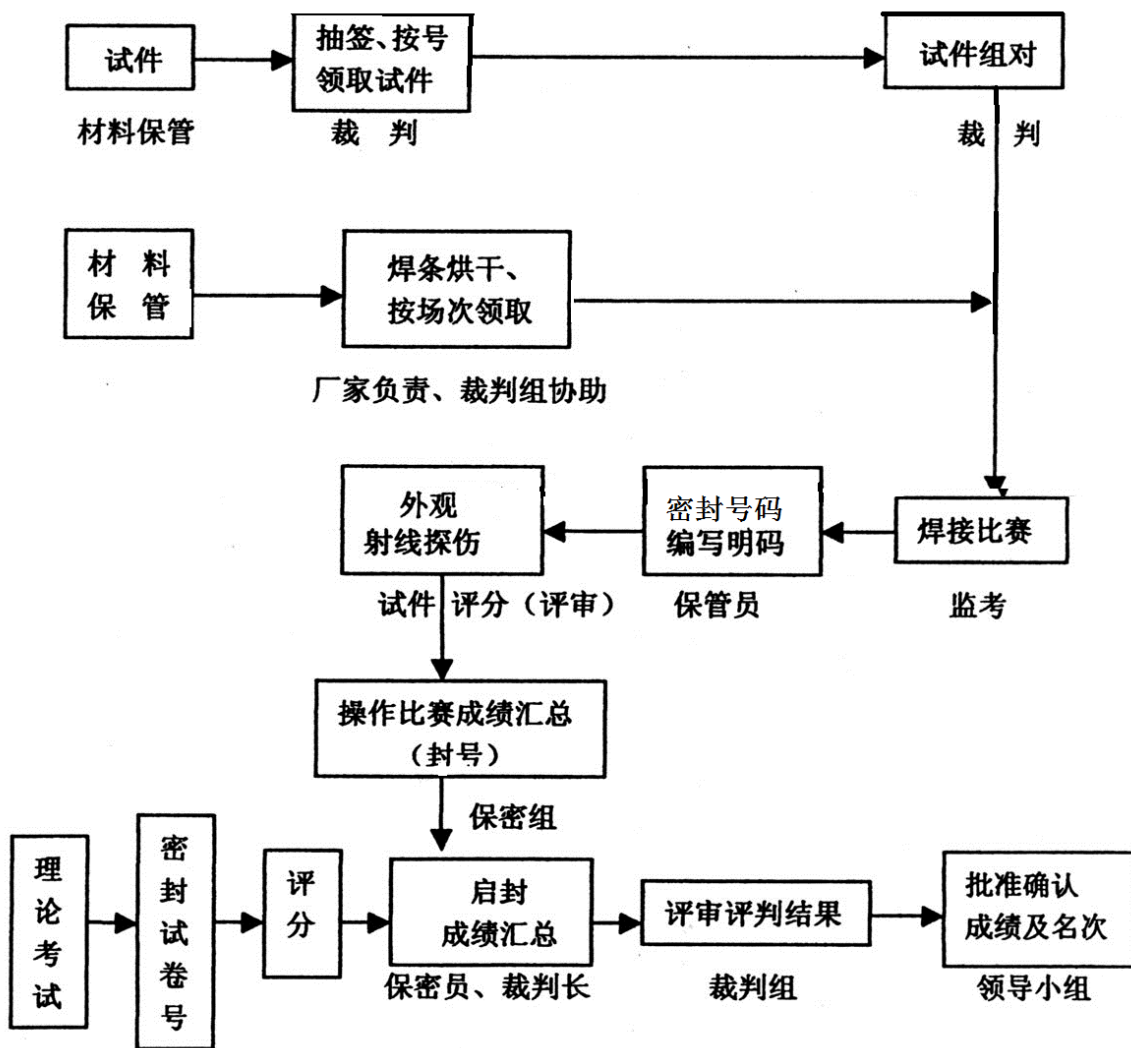 试件
抽签、按号
领取试件
试件组对
材料保管
裁 判
裁 判
材 料
保 管
焊条烘干、
按场次领取
厂家负责、裁判组协助
外观
射线探伤
密封号码
编写明码
焊接比赛
试件 评分（评审）
保管员
监考
操作比赛成绩汇总
（封号）
保密组
理论考试
密封试卷号
评分
启封
成绩汇总
评审评判结果
批准确认
成绩及名次
保密员、裁判长
裁判组
领导小组